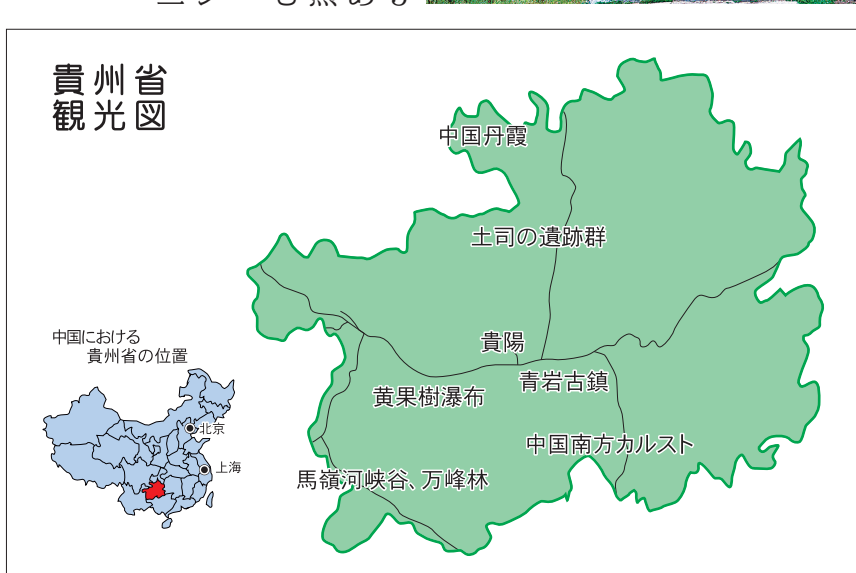 貴州省
観光図
中国丹霞
土司の遺跡群
貴陽
青岩古鎮
黄果樹瀑布
中国南方カルスト
馬嶺河峡谷、万峰林
中国における
貴州省の位置
北京
上海